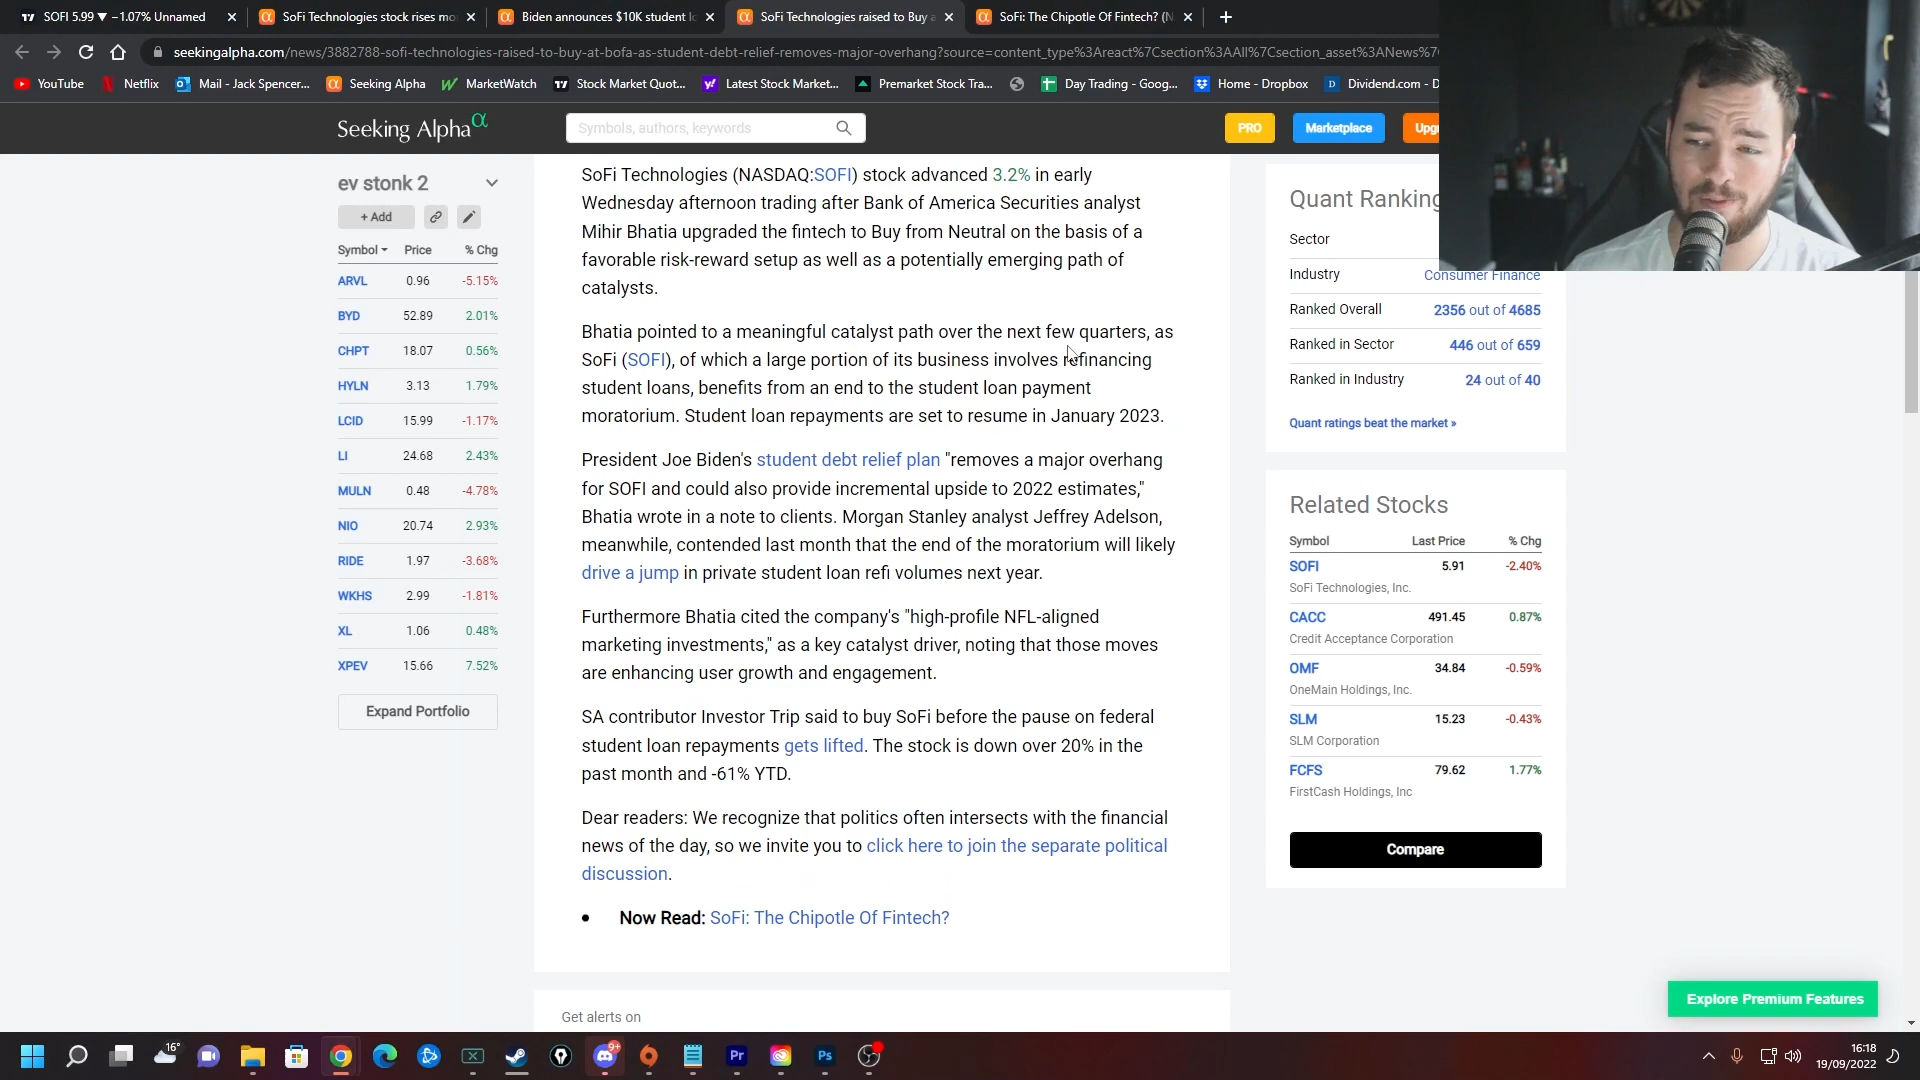 SOFI 5.99 ▼ −1.07% Unnamed
SoFi Technologies stock rises mo
Biden announces $10K student lo
SoFi Technologies raised to Buy a
SoFi: The Chipotle Of Fintech? (N
seekingalpha.com/news/3882788-sofi-technologies-raised-to-buy-at-bofa-as-student-debt-relief-removes-major-overhang?source=content_type%3Areact%7Csection%3AAll%7Csection_asset%3ANews%7
YouTube
Netflix
Mail - Jack Spencer...
Seeking Alpha
MarketWatch
Stock Market Quot...
Latest Stock Market...
Premarket Stock Tra...
Day Trading - Goog...
Home - Dropbox
Dividend.com - D
Seeking Alpha α
Symbols, authors, keywords
PRO
Marketplace
Upg
ev stonk 2
+ Add
Symbol Price % Chg
ARVL 0.96 -5.15%
BYD 52.89 2.01%
CHPT 18.07 0.56%
HYLN 3.13 1.79%
LCID 15.99 -1.17%
LI 24.68 2.43%
MULN 0.48 -4.78%
NIO 20.74 2.93%
RIDE 1.97 -3.68%
WKHS 2.99 -1.81%
XL 1.06 0.48%
XPEV 15.66 7.52%
Expand Portfolio
SoFi Technologies (NASDAQ:SOFI) stock advanced 3.2% in early
Wednesday afternoon trading after Bank of America Securities analyst
Mihir Bhatia upgraded the fintech to Buy from Neutral on the basis of a
favorable risk-reward setup as well as a potentially emerging path of
catalysts.
Bhatia pointed to a meaningful catalyst path over the next few quarters, as
SoFi (SOFI), of which a large portion of its business involves refinancing
student loans, benefits from an end to the student loan payment
moratorium. Student loan repayments are set to resume in January 2023.
President Joe Biden's student debt relief plan "removes a major overhang
for SOFI and could also provide incremental upside to 2022 estimates,"
Bhatia wrote in a note to clients. Morgan Stanley analyst Jeffrey Adelson,
meanwhile, contended last month that the end of the moratorium will likely
drive a jump in private student loan refi volumes next year.
Furthermore Bhatia cited the company's "high-profile NFL-aligned
marketing investments," as a key catalyst driver, noting that those moves
are enhancing user growth and engagement.
SA contributor Investor Trip said to buy SoFi before the pause on federal
student loan repayments gets lifted. The stock is down over 20% in the
past month and -61% YTD.
Dear readers: We recognize that politics often intersects with the financial
news of the day, so we invite you to click here to join the separate political
discussion.
• Now Read: SoFi: The Chipotle Of Fintech?
Get alerts on
Quant Ranking
Sector
Industry Consumer Finance
Ranked Overall 2356 out of 4685
Ranked in Sector 446 out of 659
Ranked in Industry 24 out of 40
Quant ratings beat the market »
Related Stocks
Symbol Last Price % Chg
SOFI 5.91 -2.40%
SoFi Technologies, Inc.
CACC 491.45 0.87%
Credit Acceptance Corporation
OMF 34.84 -0.59%
OneMain Holdings, Inc.
SLM 15.23 -0.43%
SLM Corporation
FCFS 79.62 1.77%
FirstCash Holdings, Inc
Compare
Explore Premium Features
16°
9+
Pr
Ps
16:18
19/09/2022